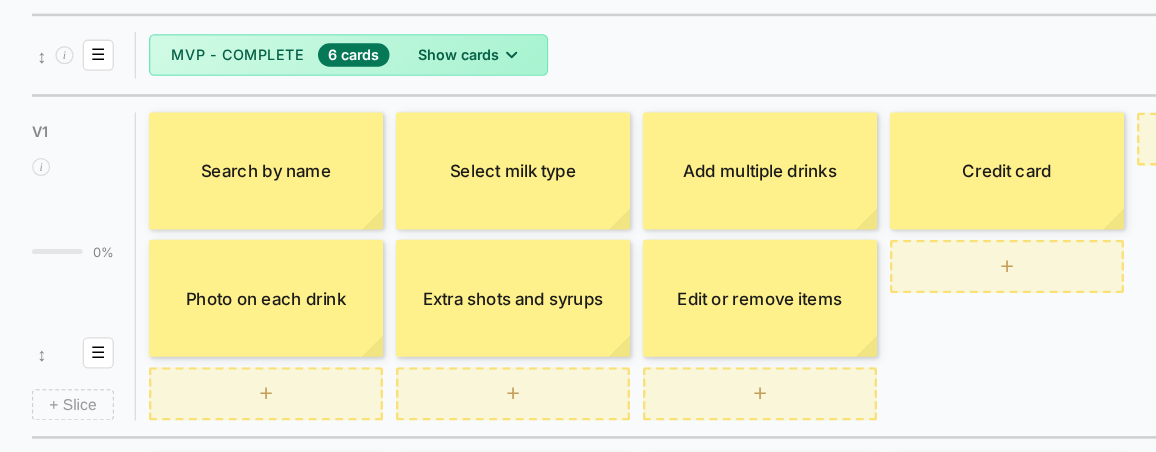 MVP - COMPLETE 6 cards Show cards
V1
Search by name
Select milk type
Add multiple drinks
Credit card
0%
Photo on each drink
Extra shots and syrups
Edit or remove items
+ Slice
+
+
+
+